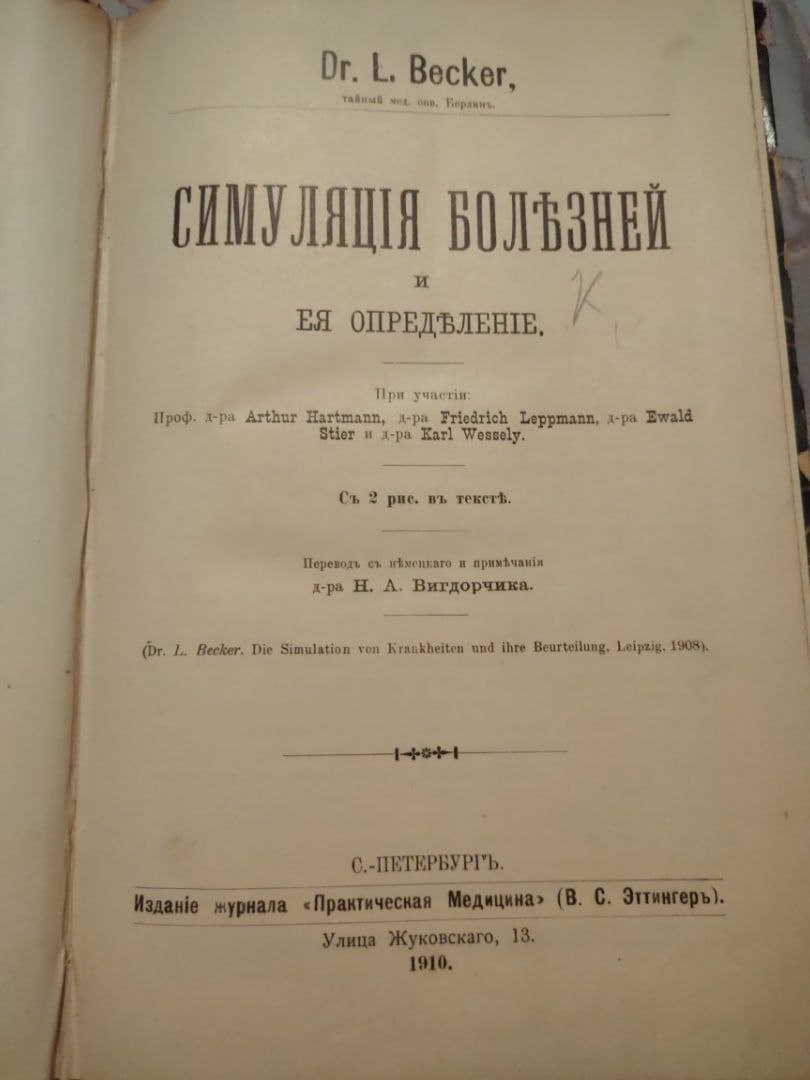 Dr. L. Becker,
тайный мед. сов. Берлинъ.
СИМУЛЯЦІЯ БОЛѢЗНЕЙ
И
ЕЯ ОПРЕДѢЛЕНІЕ.
К
При участіи:
Проф. д-ра Arthur Hartmann, д-ра Friedrich Leppmann, д-ра Ewald
Stier и д-ра Karl Wessely.
Съ 2 рис. въ текстѣ.
Переводъ съ нѣмецкаго и примѣчанія
д-ра Н. А. Вигдорчика.
(Dr. L. Becker. Die Simulation von Krankheiten und ihre Beurteilung. Leipzig. 1908).
С.-ПЕТЕРБУРГЪ.
Изданіе журнала «Практическая Медицина» (В. С. Эттингеръ).
Улица Жуковскаго, 13.
1910.